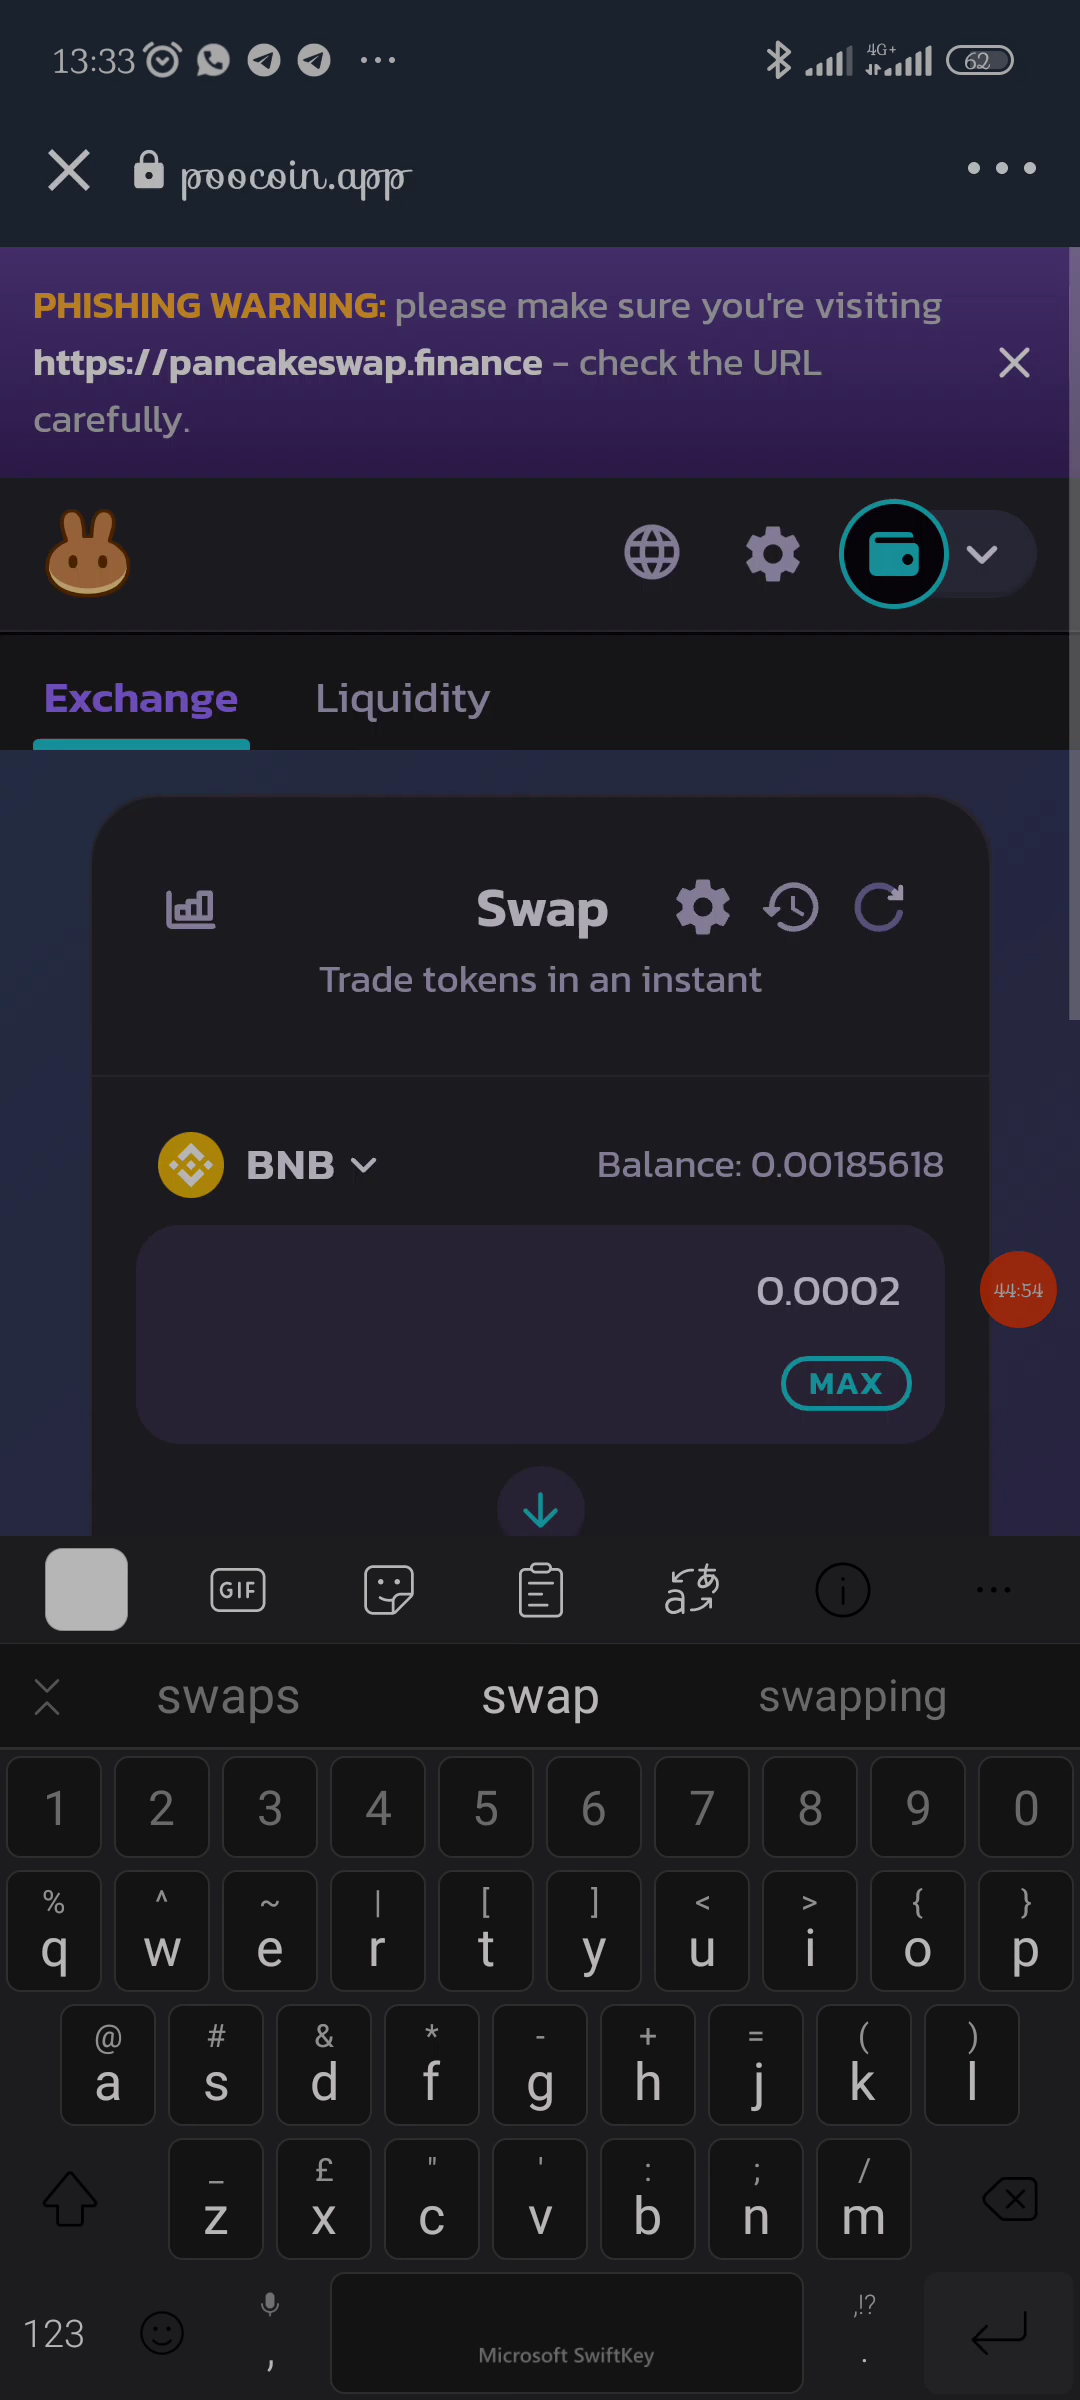 13:33
4G+
62
poocoin.app
PHISHING WARNING: please make sure you're visiting
https://pancakeswap.finance - check the URL
carefully.
Exchange Liquidity
Swap
Trade tokens in an instant
BNB Balance: 0.00185618
0.0002
44:54
MAX
GIF
a あ
swaps swap swapping
1 2 3 4 5 6 7 8 9 0
% ^ ~ | [ ] < > { }
q w e r t y u i o p
@ # & * - + = ( )
a s d f g h j k l
_ £ " ' : ; /
z x c v b n m
123 , Microsoft SwiftKey ,!? .